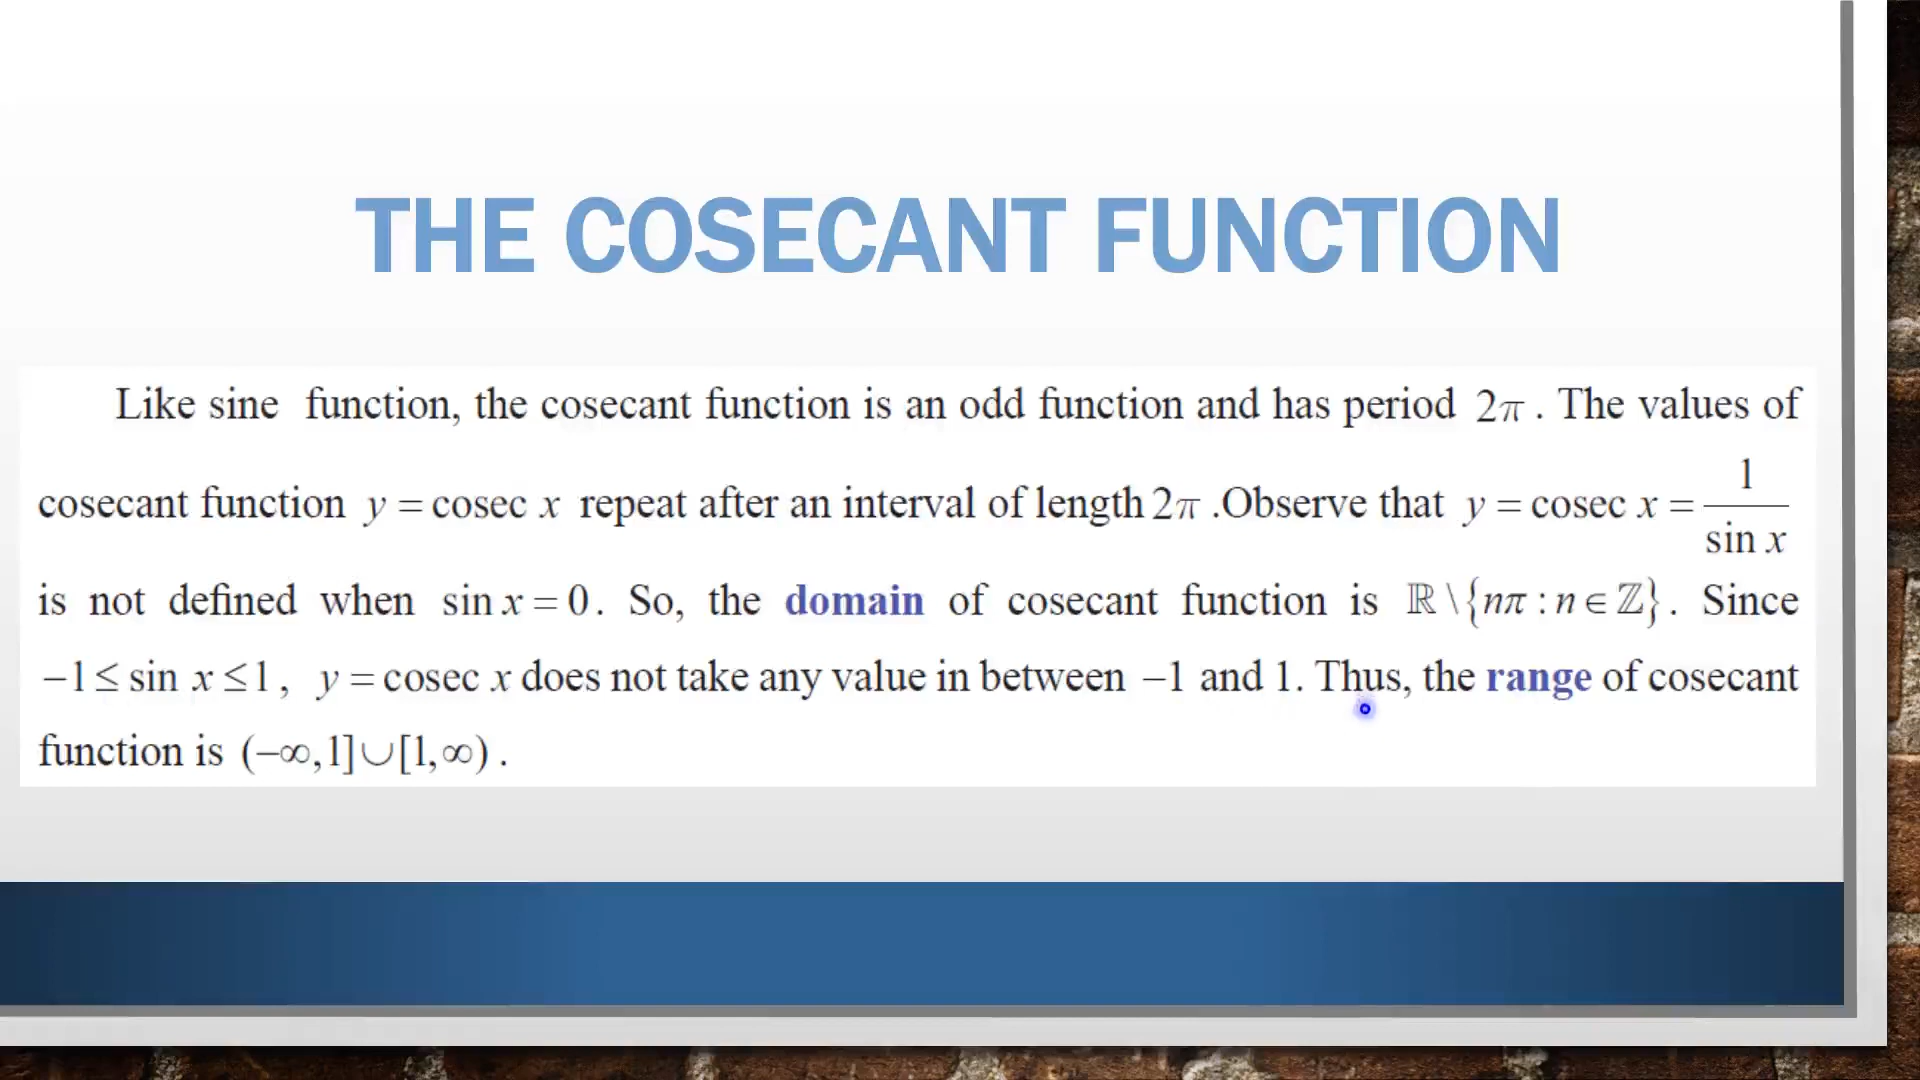 THE COSECANT FUNCTION
Like sine function, the cosecant function is an odd function and has period 2π . The values of
cosecant function y = cosec x repeat after an interval of length 2π .Observe that y = cosec x = 1/sin x
is not defined when sin x = 0. So, the domain of cosecant function is ℝ \ {nπ : n ∈ ℤ}. Since
−1 ≤ sin x ≤ 1, y = cosec x does not take any value in between −1 and 1. Thus, the range of cosecant
function is (−∞,1]∪[1,∞) .